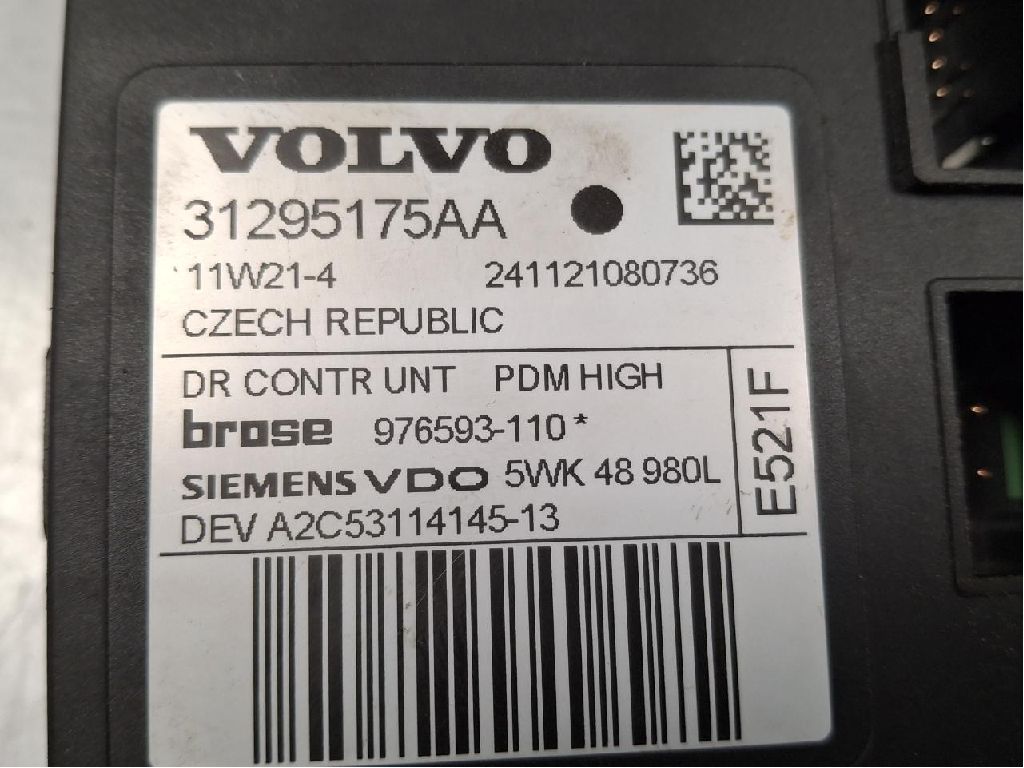 VOLVO
31295175AA
11W21-4 241121080736
CZECH REPUBLIC
DR CONTR UNT PDM HIGH
brose 976593-110*
SIEMENS VDO 5WK 48 980L
DEV A2C53114145-13
E521F